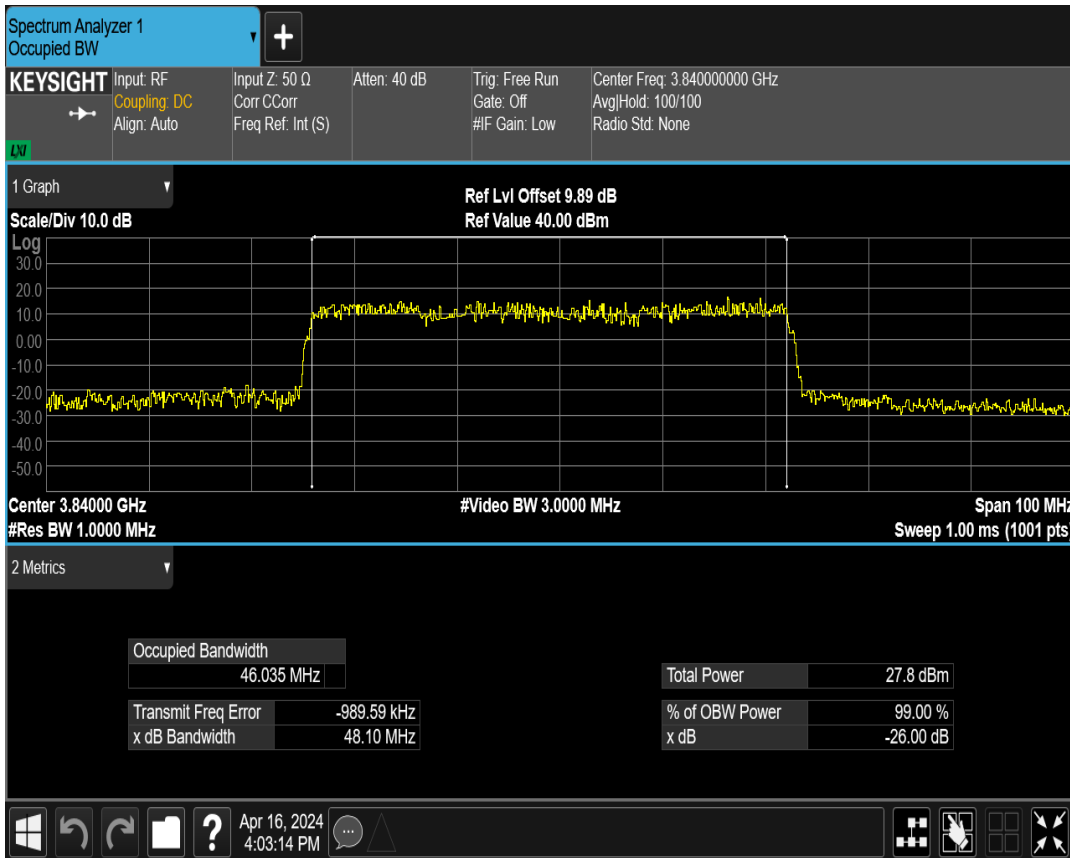 Spectrum Analyzer 1
Occupied BW
+
KEYSIGHT
LXI
Input: RF
Coupling: DC
Align: Auto
Input Z: 50 Ω
Corr CCorr
Freq Ref: Int (S)
Atten: 40 dB
Trig: Free Run
Gate: Off
#IF Gain: Low
Center Freq: 3.840000000 GHz
Avg|Hold: 100/100
Radio Std: None
1 Graph
Scale/Div 10.0 dB
Ref Lvl Offset 9.89 dB
Ref Value 40.00 dBm
Log
30.0
20.0
10.0
0.00
-10.0
-20.0
-30.0
-40.0
-50.0
Center 3.84000 GHz
#Video BW 3.0000 MHz
Span 100 MHz
#Res BW 1.0000 MHz
Sweep 1.00 ms (1001 pts)
2 Metrics
Occupied Bandwidth
46.035 MHz
Total Power 27.8 dBm
Transmit Freq Error -989.59 kHz
% of OBW Power 99.00 %
x dB Bandwidth 48.10 MHz
x dB -26.00 dB
?
Apr 16, 2024
4:03:14 PM